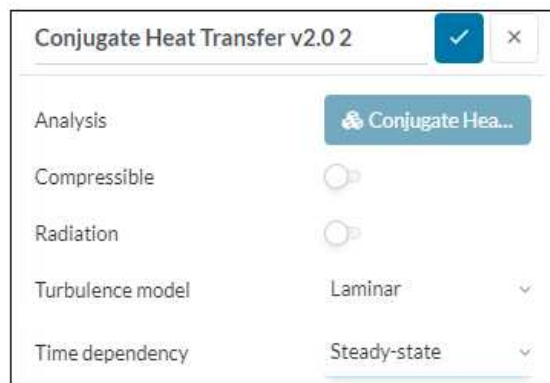 Conjugate Heat Transfer v2.0 2
Analysis Conjugate Hea...
Compressible
Radiation
Turbulence model Laminar
Time dependency Steady-state